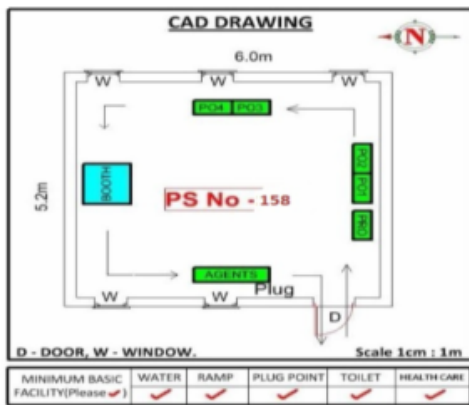 CAD DRAWING
N
6.0m
W W W
PO4 PO3
5.2m
BOOTH
PO2
PO1
PRO
PS No - 158
AGENTS
Plug
W W
D
D - DOOR, W - WINDOW. Scale 1cm : 1m
MINIMUM BASIC FACILITY(Please ✓) WATER RAMP PLUG POINT TOILET HEALTH CARE
✓ ✓ ✓ ✓ ✓